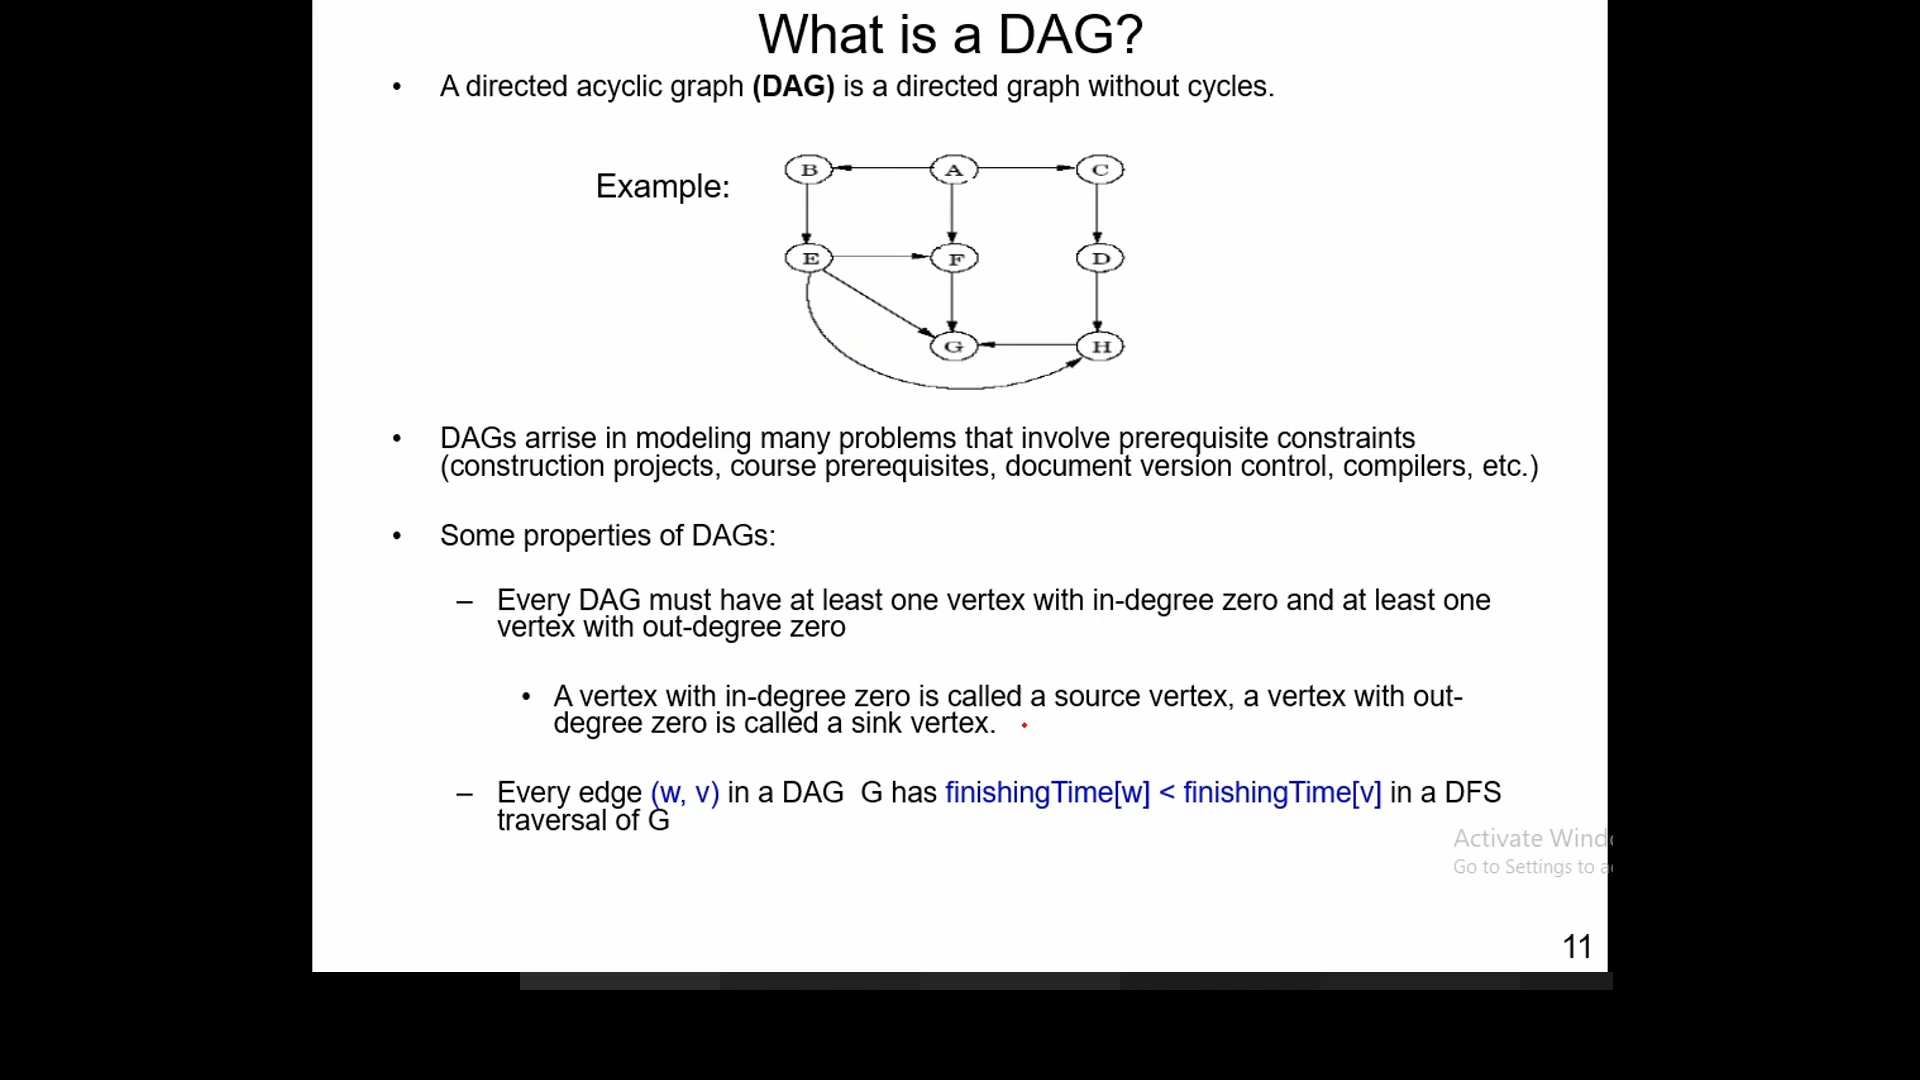 What is a DAG?
• A directed acyclic graph (DAG) is a directed graph without cycles.
B A C
Example:
E F D
G H
• DAGs arrise in modeling many problems that involve prerequisite constraints
(construction projects, course prerequisites, document version control, compilers, etc.)
• Some properties of DAGs:
– Every DAG must have at least one vertex with in-degree zero and at least one
vertex with out-degree zero
• A vertex with in-degree zero is called a source vertex, a vertex with out-
degree zero is called a sink vertex.
– Every edge (w, v) in a DAG G has finishingTime[w] < finishingTime[v] in a DFS
traversal of G
Activate Wind
Go to Settings to a
11